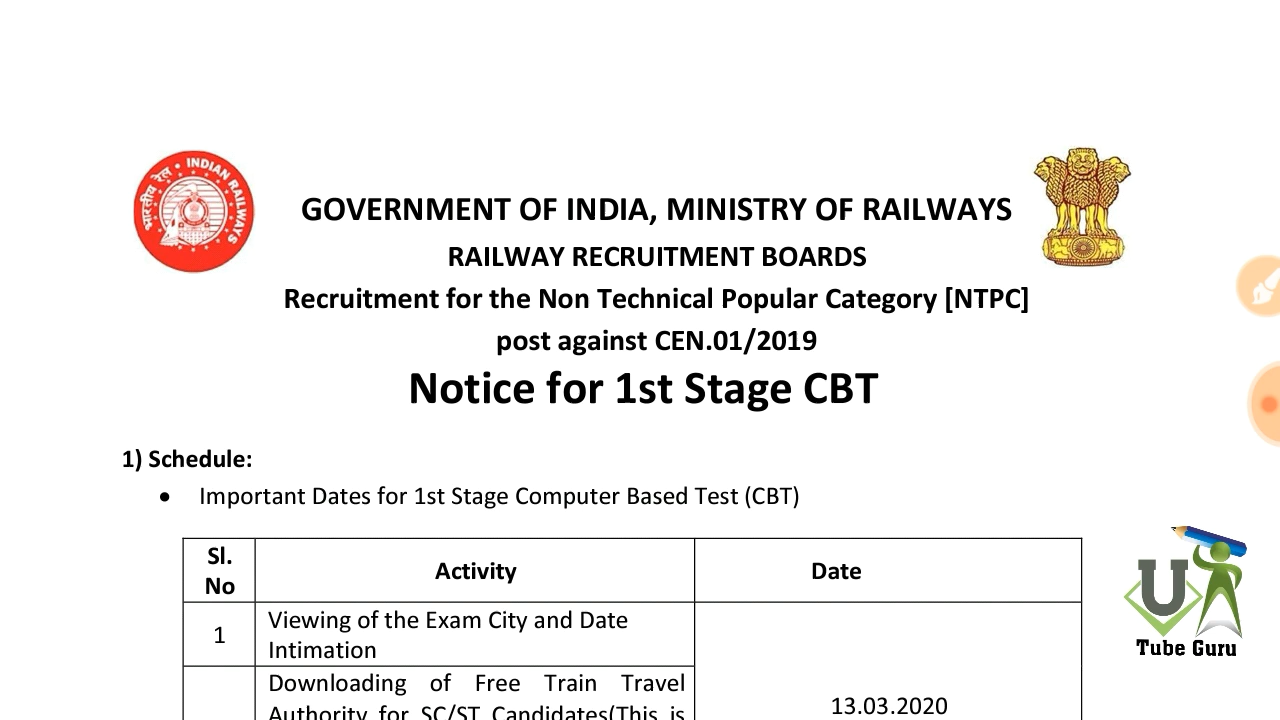 भारतीय रेल • INDIAN RAILWAYS
GOVERNMENT OF INDIA, MINISTRY OF RAILWAYS
RAILWAY RECRUITMENT BOARDS
Recruitment for the Non Technical Popular Category [NTPC]
post against CEN.01/2019
Notice for 1st Stage CBT
1) Schedule:
• Important Dates for 1st Stage Computer Based Test (CBT)
Sl.
No
Activity
Date
1
Viewing of the Exam City and Date
Intimation
Downloading of Free Train Travel
Authority for SC/ST Candidates(This is
13.03.2020
U
Tube Guru